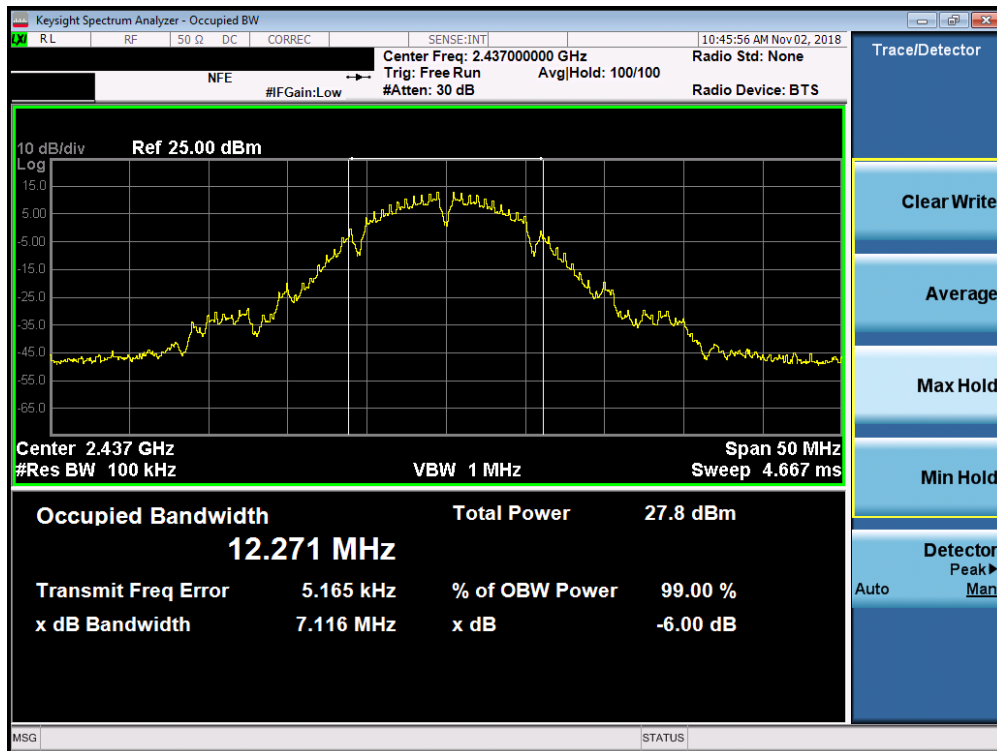 Keysight Spectrum Analyzer - Occupied BW
LXI RL RF 50 Ω DC CORREC SENSE:INT 10:45:56 AM Nov 02, 2018
Center Freq: 2.437000000 GHz Radio Std: None
NFE Trig: Free Run Avg|Hold: 100/100
#IFGain:Low #Atten: 30 dB Radio Device: BTS
10 dB/div Ref 25.00 dBm
Log
15.0
5.00
-5.00
-15.0
-25.0
-35.0
-45.0
-55.0
-65.0
Center 2.437 GHz Span 50 MHz
#Res BW 100 kHz VBW 1 MHz Sweep 4.667 ms
Occupied Bandwidth Total Power 27.8 dBm
12.271 MHz
Transmit Freq Error 5.165 kHz % of OBW Power 99.00 %
x dB Bandwidth 7.116 MHz x dB -6.00 dB
MSG STATUS
Trace/Detector
Clear Write
Average
Max Hold
Min Hold
Detector
Peak▶
Auto Man